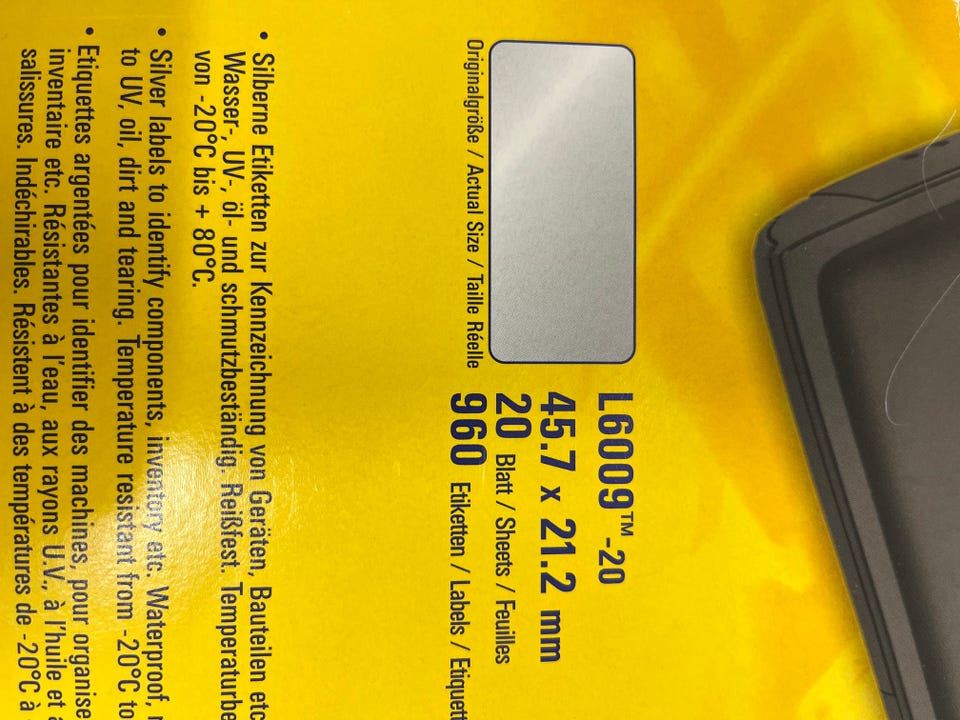 L6009™-20
45.7 x 21.2 mm
20 Blatt / Sheets / Feuilles
960 Etiketten / Labels /
Originalgröße / Actual Size / Taille Réelle
• Silberne Etiketten zur Kennzeichnung von Geräten, Bauteilen etc
Wasser-, UV-, öl- und schmutzbeständig. Reißfest.
von -20°C bis + 80°C.
• Silver labels to identify components, inventory etc. Waterproof,
to UV, oil, dirt and tearing. Temperature resistant from -20°C to
• Etiquettes argentées pour identifier des machines, pour
inventaire etc. Résistantes à l'eau, aux rayons U.V., à l'huile et
salissures. Indéchirables. Résistent à des températures de -20°C à